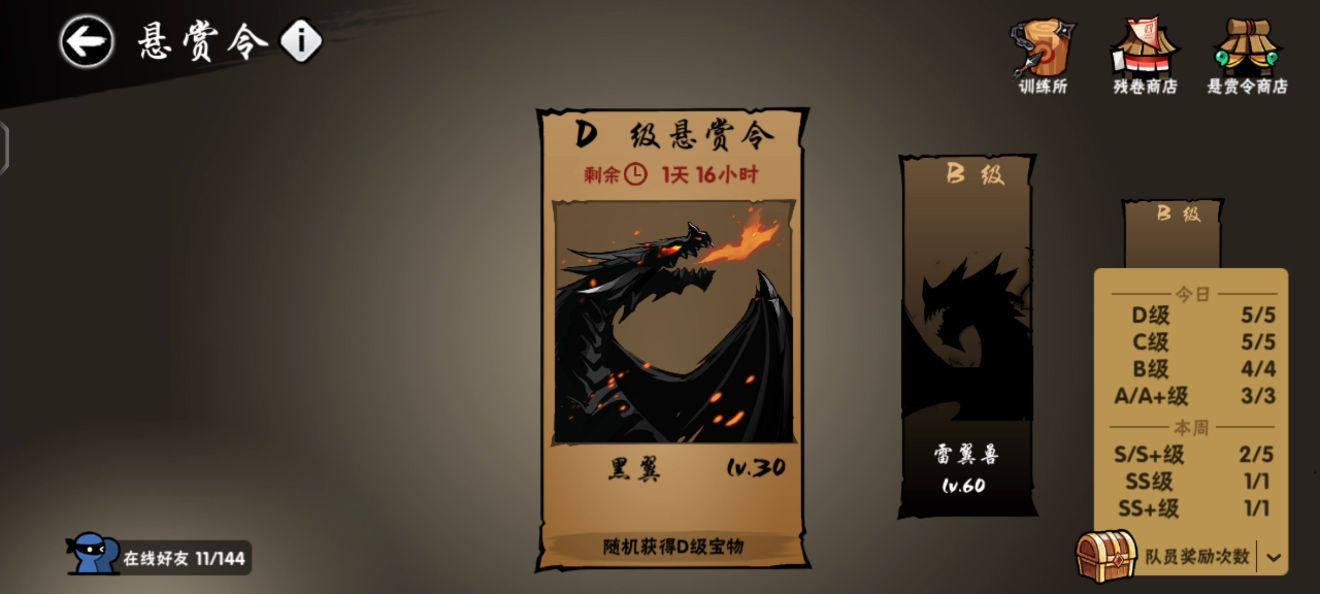 悬赏令
训练所
残卷商店
悬赏令商店
D 级悬赏令
剩余 1天 16小时
黑翼 lv.30
随机获得D级宝物
B 级
雷翼兽
lv.60
B 级
今日
D级 5/5
C级 5/5
B级 4/4
A/A+级 3/3
本周
S/S+级 2/5
SS级 1/1
SS+级 1/1
队员奖励次数
在线好友 11/144